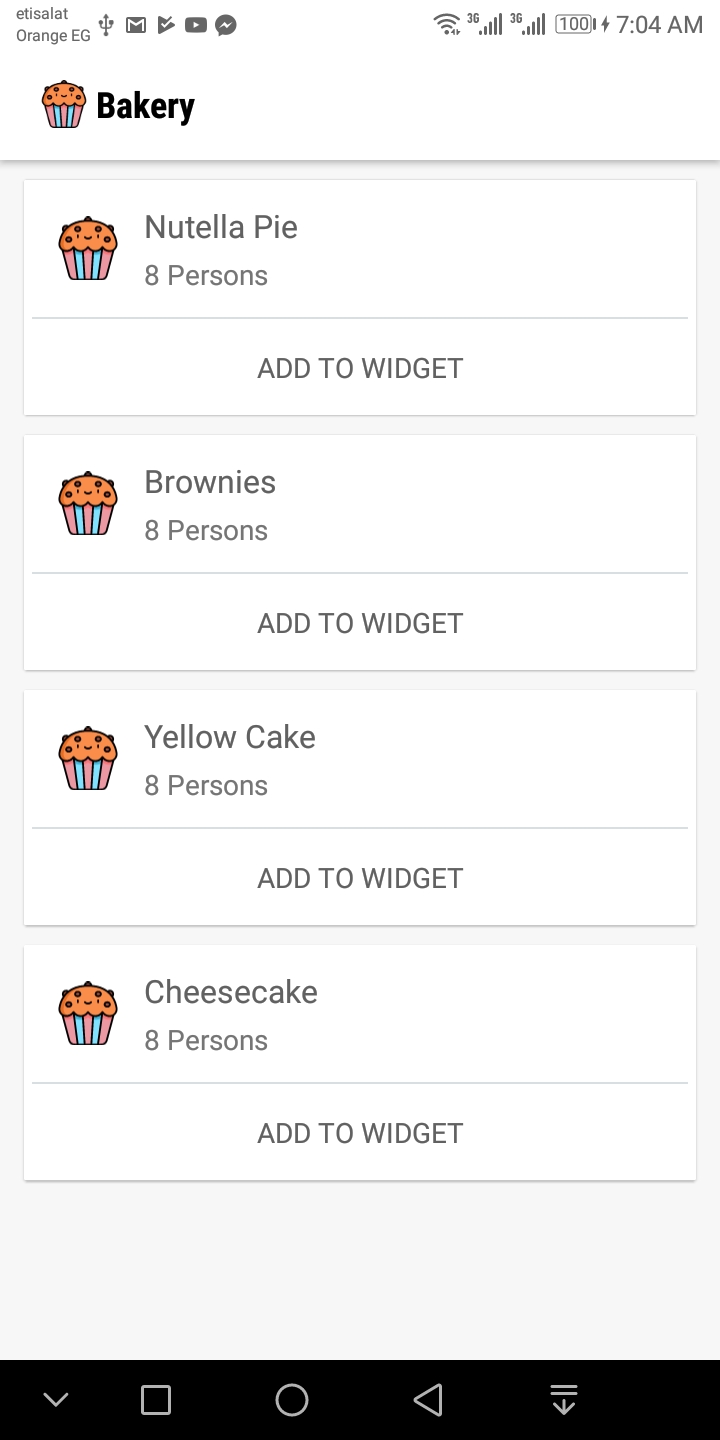 etisalat
Orange EG
3G 3G 100 7:04 AM
Bakery
Nutella Pie
8 Persons
ADD TO WIDGET
Brownies
8 Persons
ADD TO WIDGET
Yellow Cake
8 Persons
ADD TO WIDGET
Cheesecake
8 Persons
ADD TO WIDGET